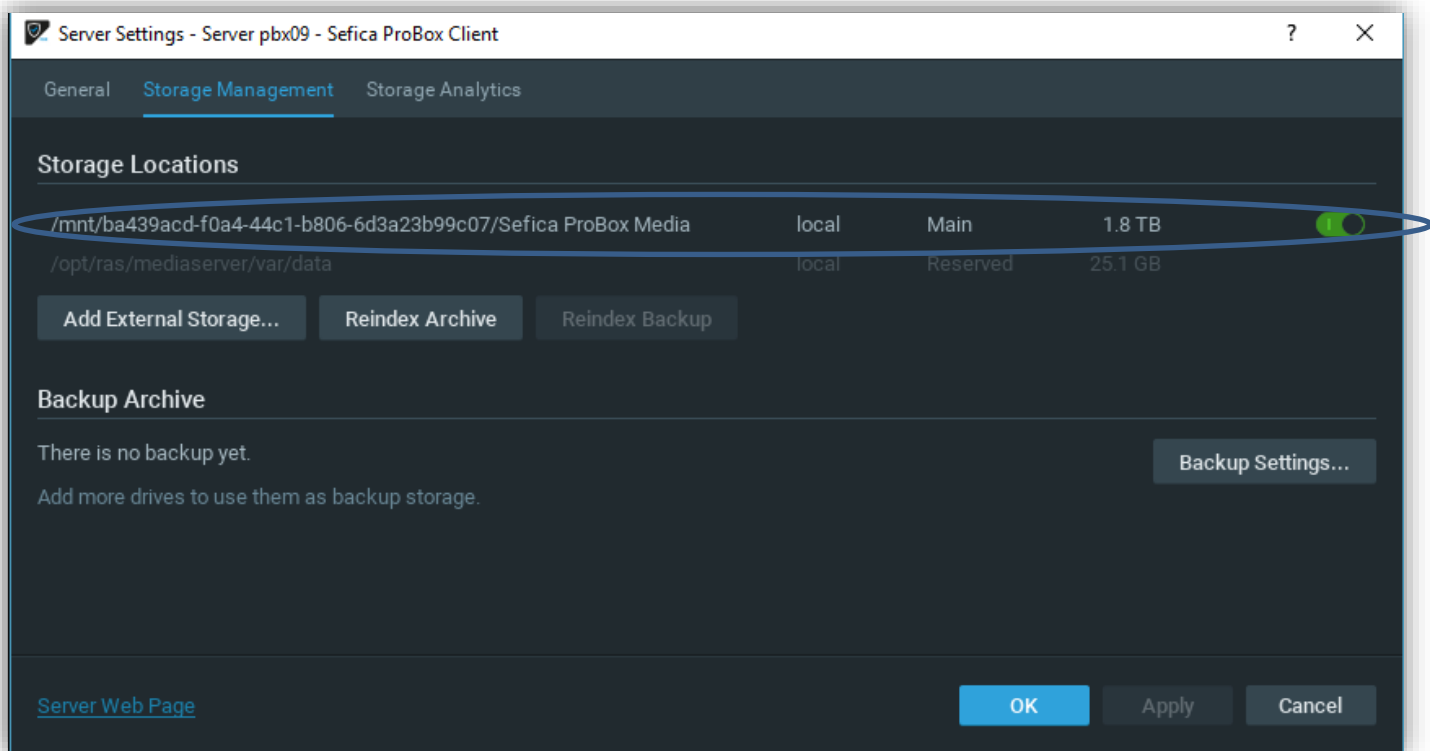 Server Settings - Server pbx09 - Sefica ProBox Client ?
General Storage Management Storage Analytics
Storage Locations
/mnt/ba439acd-f0a4-44c1-b806-6d3a23b99c07/Sefica ProBox Media local Main 1.8 TB
/opt/ras/mediaserver/var/data local Reserved 25.1 GB
Add External Storage... Reindex Archive Reindex Backup
Backup Archive
There is no backup yet.
Backup Settings...
Add more drives to use them as backup storage.
Server Web Page OK Apply Cancel